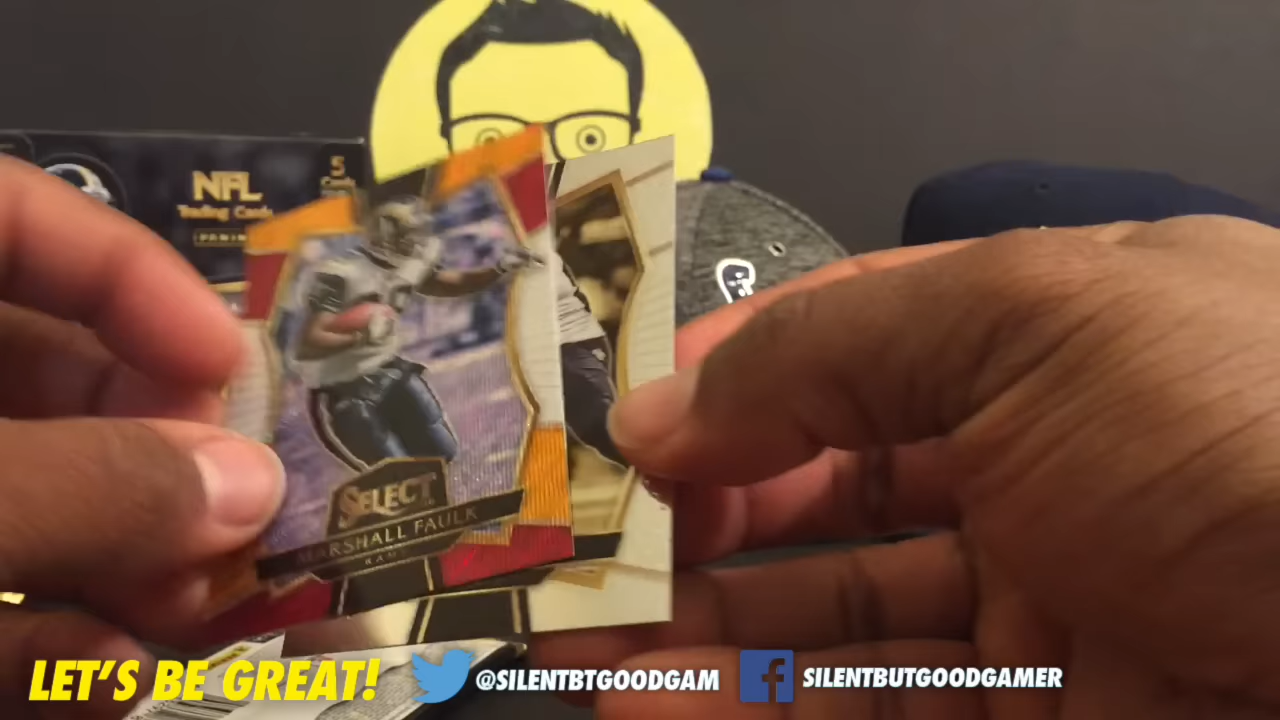 5
NFL
Trading Cards
PANINI
SELECT
MARSHALL FAULK
RAMS
LET'S BE GREAT!
@SILENTBTGOODGAM
SILENTBUTGOODGAMER